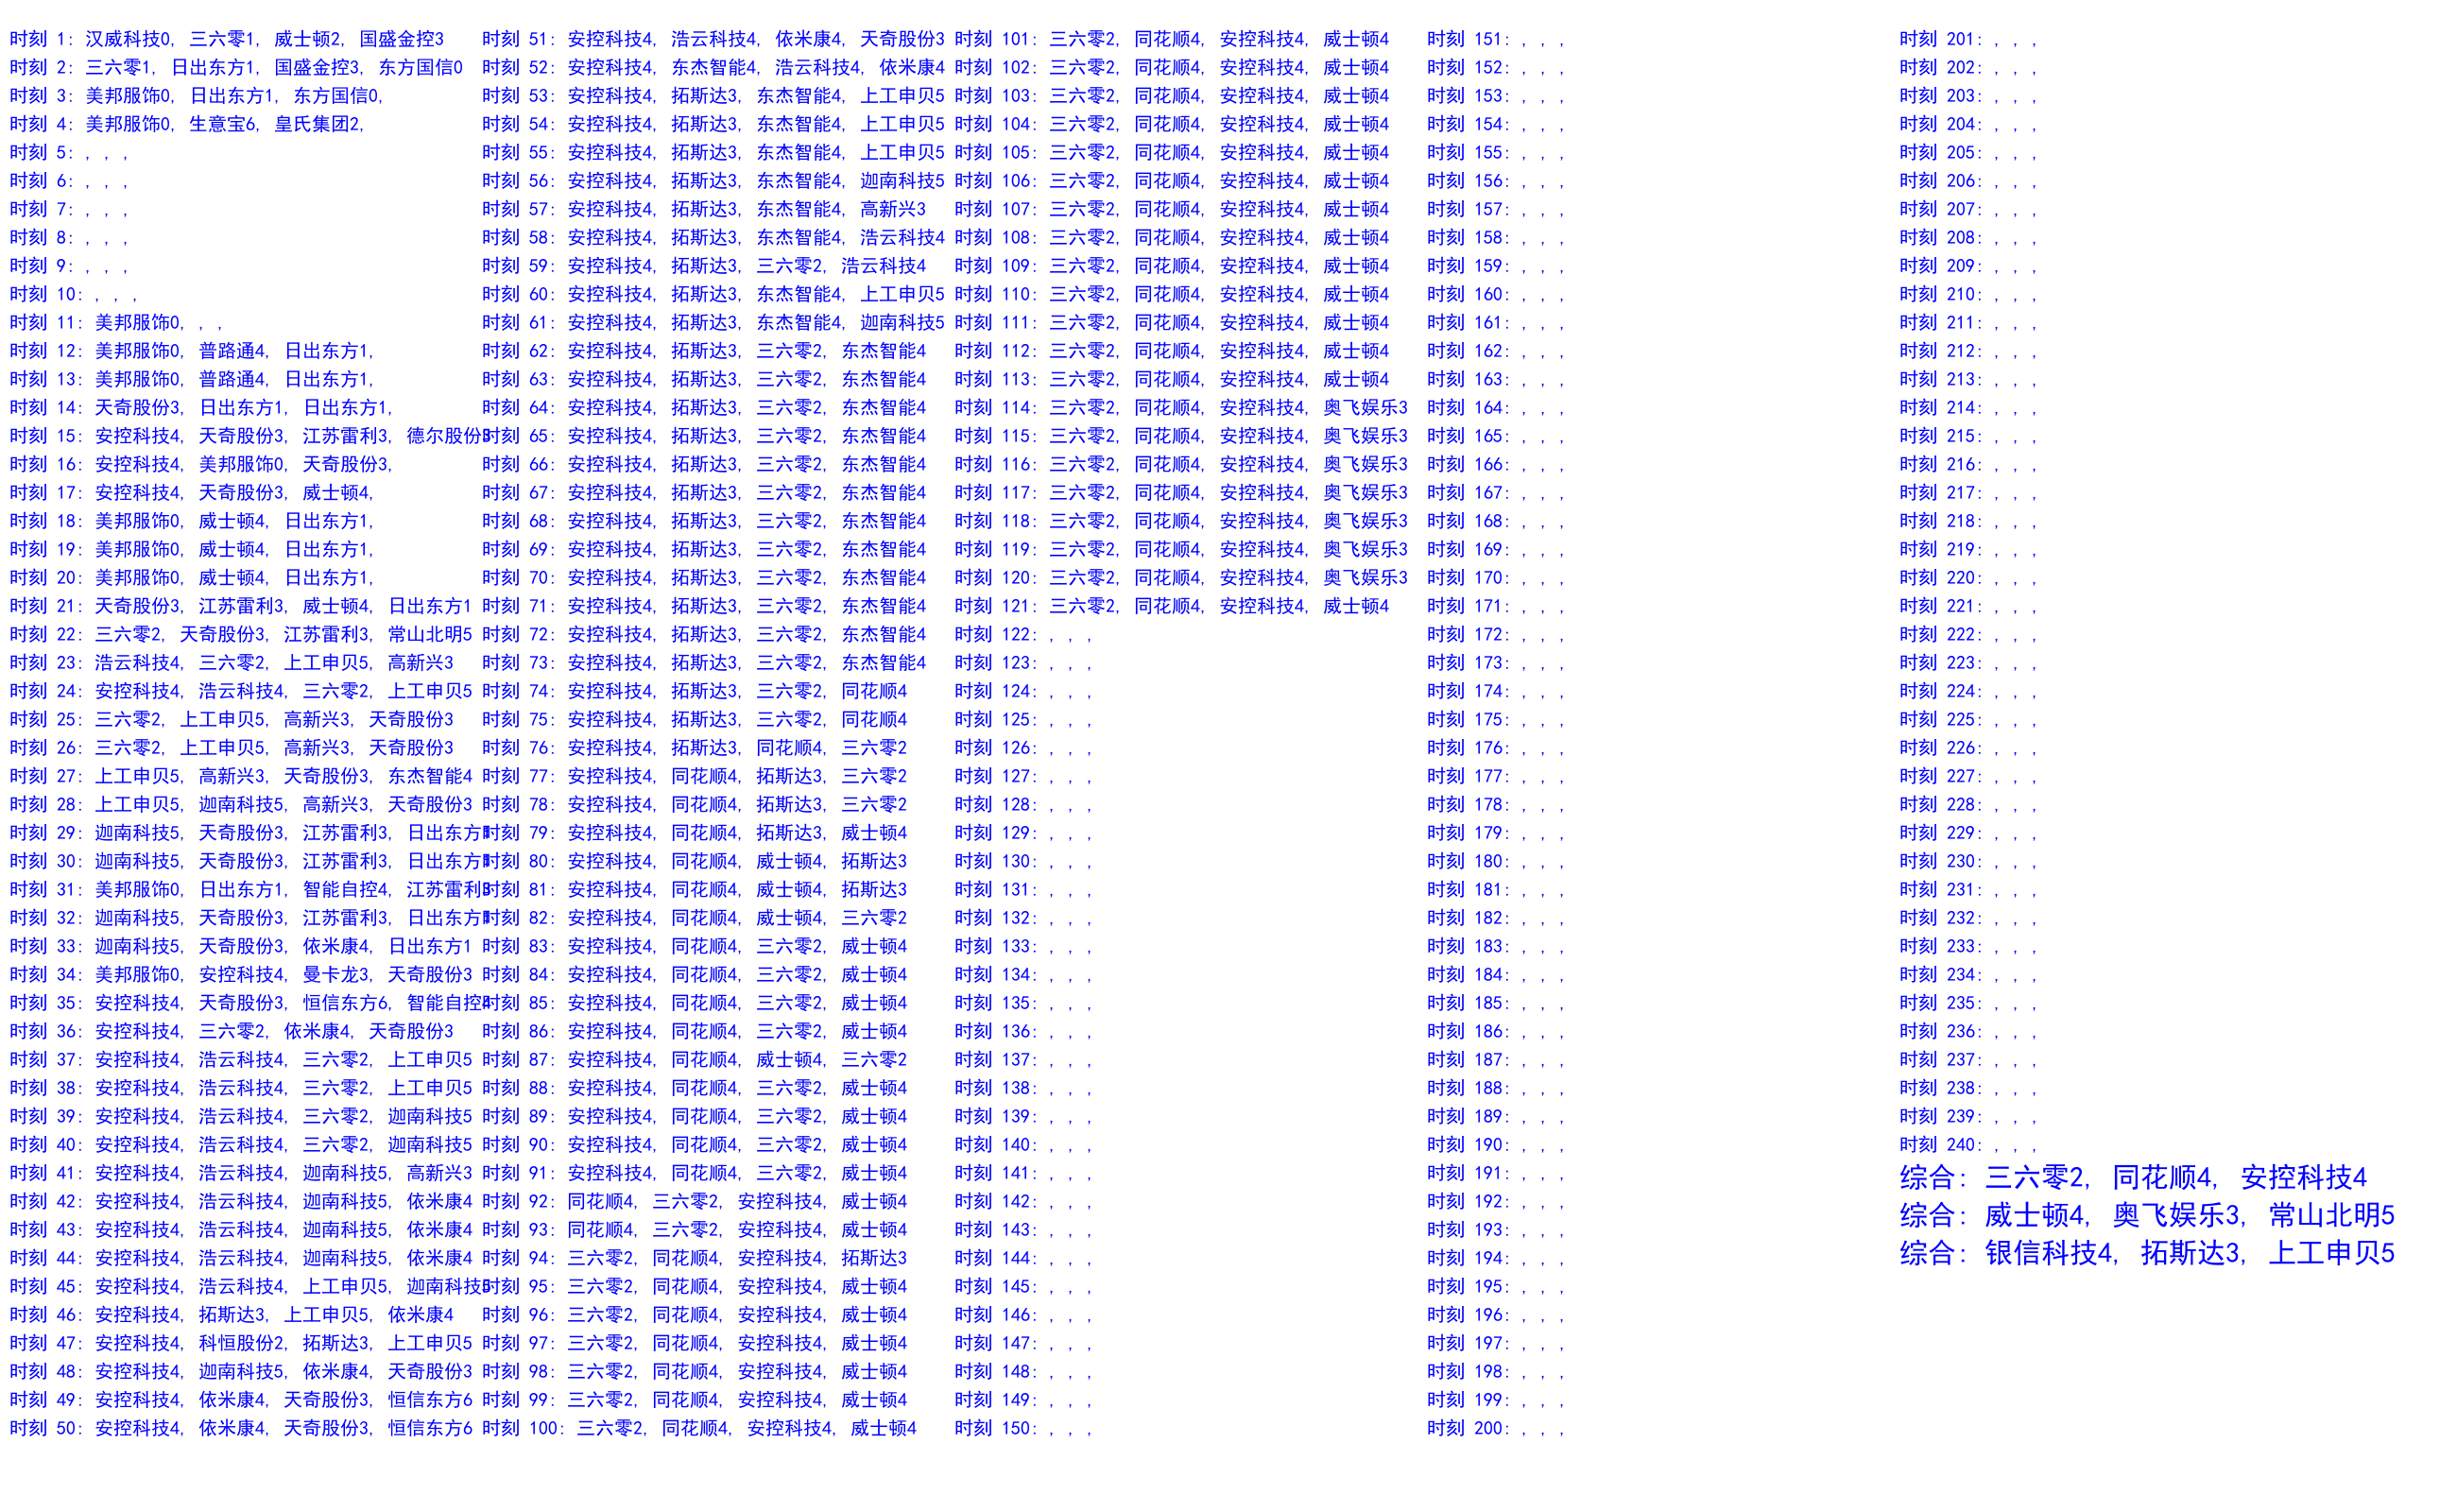 时刻 1: 汉威科技0, 三六零1, 威士顿2, 国盛金控3
时刻 2: 三六零1, 日出东方1, 国盛金控3, 东方国信0
时刻 3: 美邦服饰0, 日出东方1, 东方国信0,
时刻 4: 美邦服饰0, 生意宝6, 皇氏集团2,
时刻 5: , , ,
时刻 6: , , ,
时刻 7: , , ,
时刻 8: , , ,
时刻 9: , , ,
时刻 10: , , ,
时刻 11: 美邦服饰0, , ,
时刻 12: 美邦服饰0, 普路通4, 日出东方1,
时刻 13: 美邦服饰0, 普路通4, 日出东方1,
时刻 14: 天奇股份3, 日出东方1, 日出东方1,
时刻 15: 安控科技4, 天奇股份3, 江苏雷利3, 德尔股份3
时刻 16: 安控科技4, 美邦服饰0, 天奇股份3,
时刻 17: 安控科技4, 天奇股份3, 威士顿4,
时刻 18: 美邦服饰0, 威士顿4, 日出东方1,
时刻 19: 美邦服饰0, 威士顿4, 日出东方1,
时刻 20: 美邦服饰0, 威士顿4, 日出东方1,
时刻 21: 天奇股份3, 江苏雷利3, 威士顿4, 日出东方1
时刻 22: 三六零2, 天奇股份3, 江苏雷利3, 常山北明5
时刻 23: 浩云科技4, 三六零2, 上工申贝5, 高新兴3
时刻 24: 安控科技4, 浩云科技4, 三六零2, 上工申贝5
时刻 25: 三六零2, 上工申贝5, 高新兴3, 天奇股份3
时刻 26: 三六零2, 上工申贝5, 高新兴3, 天奇股份3
时刻 27: 上工申贝5, 高新兴3, 天奇股份3, 东杰智能4
时刻 28: 上工申贝5, 迦南科技5, 高新兴3, 天奇股份3
时刻 29: 迦南科技5, 天奇股份3, 江苏雷利3, 日出东方1
时刻 30: 迦南科技5, 天奇股份3, 江苏雷利3, 日出东方1
时刻 31: 美邦服饰0, 日出东方1, 智能自控4, 江苏雷利3
时刻 32: 迦南科技5, 天奇股份3, 江苏雷利3, 日出东方1
时刻 33: 迦南科技5, 天奇股份3, 依米康4, 日出东方1
时刻 34: 美邦服饰0, 安控科技4, 曼卡龙3, 天奇股份3
时刻 35: 安控科技4, 天奇股份3, 恒信东方6, 智能自控4
时刻 36: 安控科技4, 三六零2, 依米康4, 天奇股份3
时刻 37: 安控科技4, 浩云科技4, 三六零2, 上工申贝5
时刻 38: 安控科技4, 浩云科技4, 三六零2, 上工申贝5
时刻 39: 安控科技4, 浩云科技4, 三六零2, 迦南科技5
时刻 40: 安控科技4, 浩云科技4, 三六零2, 迦南科技5
时刻 41: 安控科技4, 浩云科技4, 迦南科技5, 高新兴3
时刻 42: 安控科技4, 浩云科技4, 迦南科技5, 依米康4
时刻 43: 安控科技4, 浩云科技4, 迦南科技5, 依米康4
时刻 44: 安控科技4, 浩云科技4, 迦南科技5, 依米康4
时刻 45: 安控科技4, 浩云科技4, 上工申贝5, 迦南科技5
时刻 46: 安控科技4, 拓斯达3, 上工申贝5, 依米康4
时刻 47: 安控科技4, 科恒股份2, 拓斯达3, 上工申贝5
时刻 48: 安控科技4, 迦南科技5, 依米康4, 天奇股份3
时刻 49: 安控科技4, 依米康4, 天奇股份3, 恒信东方6
时刻 50: 安控科技4, 依米康4, 天奇股份3, 恒信东方6
时刻 51: 安控科技4, 浩云科技4, 依米康4, 天奇股份3
时刻 52: 安控科技4, 东杰智能4, 浩云科技4, 依米康4
时刻 53: 安控科技4, 拓斯达3, 东杰智能4, 上工申贝5
时刻 54: 安控科技4, 拓斯达3, 东杰智能4, 上工申贝5
时刻 55: 安控科技4, 拓斯达3, 东杰智能4, 上工申贝5
时刻 56: 安控科技4, 拓斯达3, 东杰智能4, 迦南科技5
时刻 57: 安控科技4, 拓斯达3, 东杰智能4, 高新兴3
时刻 58: 安控科技4, 拓斯达3, 东杰智能4, 浩云科技4
时刻 59: 安控科技4, 拓斯达3, 三六零2, 浩云科技4
时刻 60: 安控科技4, 拓斯达3, 东杰智能4, 上工申贝5
时刻 61: 安控科技4, 拓斯达3, 东杰智能4, 迦南科技5
时刻 62: 安控科技4, 拓斯达3, 三六零2, 东杰智能4
时刻 63: 安控科技4, 拓斯达3, 三六零2, 东杰智能4
时刻 64: 安控科技4, 拓斯达3, 三六零2, 东杰智能4
时刻 65: 安控科技4, 拓斯达3, 三六零2, 东杰智能4
时刻 66: 安控科技4, 拓斯达3, 三六零2, 东杰智能4
时刻 67: 安控科技4, 拓斯达3, 三六零2, 东杰智能4
时刻 68: 安控科技4, 拓斯达3, 三六零2, 东杰智能4
时刻 69: 安控科技4, 拓斯达3, 三六零2, 东杰智能4
时刻 70: 安控科技4, 拓斯达3, 三六零2, 东杰智能4
时刻 71: 安控科技4, 拓斯达3, 三六零2, 东杰智能4
时刻 72: 安控科技4, 拓斯达3, 三六零2, 东杰智能4
时刻 73: 安控科技4, 拓斯达3, 三六零2, 东杰智能4
时刻 74: 安控科技4, 拓斯达3, 三六零2, 同花顺4
时刻 75: 安控科技4, 拓斯达3, 三六零2, 同花顺4
时刻 76: 安控科技4, 拓斯达3, 同花顺4, 三六零2
时刻 77: 安控科技4, 同花顺4, 拓斯达3, 三六零2
时刻 78: 安控科技4, 同花顺4, 拓斯达3, 三六零2
时刻 79: 安控科技4, 同花顺4, 拓斯达3, 威士顿4
时刻 80: 安控科技4, 同花顺4, 威士顿4, 拓斯达3
时刻 81: 安控科技4, 同花顺4, 威士顿4, 拓斯达3
时刻 82: 安控科技4, 同花顺4, 威士顿4, 三六零2
时刻 83: 安控科技4, 同花顺4, 三六零2, 威士顿4
时刻 84: 安控科技4, 同花顺4, 三六零2, 威士顿4
时刻 85: 安控科技4, 同花顺4, 三六零2, 威士顿4
时刻 86: 安控科技4, 同花顺4, 三六零2, 威士顿4
时刻 87: 安控科技4, 同花顺4, 威士顿4, 三六零2
时刻 88: 安控科技4, 同花顺4, 三六零2, 威士顿4
时刻 89: 安控科技4, 同花顺4, 三六零2, 威士顿4
时刻 90: 安控科技4, 同花顺4, 三六零2, 威士顿4
时刻 91: 安控科技4, 同花顺4, 三六零2, 威士顿4
时刻 92: 同花顺4, 三六零2, 安控科技4, 威士顿4
时刻 93: 同花顺4, 三六零2, 安控科技4, 威士顿4
时刻 94: 三六零2, 同花顺4, 安控科技4, 拓斯达3
时刻 95: 三六零2, 同花顺4, 安控科技4, 威士顿4
时刻 96: 三六零2, 同花顺4, 安控科技4, 威士顿4
时刻 97: 三六零2, 同花顺4, 安控科技4, 威士顿4
时刻 98: 三六零2, 同花顺4, 安控科技4, 威士顿4
时刻 99: 三六零2, 同花顺4, 安控科技4, 威士顿4
时刻 100: 三六零2, 同花顺4, 安控科技4, 威士顿4
时刻 101: 三六零2, 同花顺4, 安控科技4, 威士顿4
时刻 102: 三六零2, 同花顺4, 安控科技4, 威士顿4
时刻 103: 三六零2, 同花顺4, 安控科技4, 威士顿4
时刻 104: 三六零2, 同花顺4, 安控科技4, 威士顿4
时刻 105: 三六零2, 同花顺4, 安控科技4, 威士顿4
时刻 106: 三六零2, 同花顺4, 安控科技4, 威士顿4
时刻 107: 三六零2, 同花顺4, 安控科技4, 威士顿4
时刻 108: 三六零2, 同花顺4, 安控科技4, 威士顿4
时刻 109: 三六零2, 同花顺4, 安控科技4, 威士顿4
时刻 110: 三六零2, 同花顺4, 安控科技4, 威士顿4
时刻 111: 三六零2, 同花顺4, 安控科技4, 威士顿4
时刻 112: 三六零2, 同花顺4, 安控科技4, 威士顿4
时刻 113: 三六零2, 同花顺4, 安控科技4, 威士顿4
时刻 114: 三六零2, 同花顺4, 安控科技4, 奥飞娱乐3
时刻 115: 三六零2, 同花顺4, 安控科技4, 奥飞娱乐3
时刻 116: 三六零2, 同花顺4, 安控科技4, 奥飞娱乐3
时刻 117: 三六零2, 同花顺4, 安控科技4, 奥飞娱乐3
时刻 118: 三六零2, 同花顺4, 安控科技4, 奥飞娱乐3
时刻 119: 三六零2, 同花顺4, 安控科技4, 奥飞娱乐3
时刻 120: 三六零2, 同花顺4, 安控科技4, 奥飞娱乐3
时刻 121: 三六零2, 同花顺4, 安控科技4, 威士顿4
时刻 122: , , ,
时刻 123: , , ,
时刻 124: , , ,
时刻 125: , , ,
时刻 126: , , ,
时刻 127: , , ,
时刻 128: , , ,
时刻 129: , , ,
时刻 130: , , ,
时刻 131: , , ,
时刻 132: , , ,
时刻 133: , , ,
时刻 134: , , ,
时刻 135: , , ,
时刻 136: , , ,
时刻 137: , , ,
时刻 138: , , ,
时刻 139: , , ,
时刻 140: , , ,
时刻 141: , , ,
时刻 142: , , ,
时刻 143: , , ,
时刻 144: , , ,
时刻 145: , , ,
时刻 146: , , ,
时刻 147: , , ,
时刻 148: , , ,
时刻 149: , , ,
时刻 150: , , ,
时刻 151: , , ,
时刻 152: , , ,
时刻 153: , , ,
时刻 154: , , ,
时刻 155: , , ,
时刻 156: , , ,
时刻 157: , , ,
时刻 158: , , ,
时刻 159: , , ,
时刻 160: , , ,
时刻 161: , , ,
时刻 162: , , ,
时刻 163: , , ,
时刻 164: , , ,
时刻 165: , , ,
时刻 166: , , ,
时刻 167: , , ,
时刻 168: , , ,
时刻 169: , , ,
时刻 170: , , ,
时刻 171: , , ,
时刻 172: , , ,
时刻 173: , , ,
时刻 174: , , ,
时刻 175: , , ,
时刻 176: , , ,
时刻 177: , , ,
时刻 178: , , ,
时刻 179: , , ,
时刻 180: , , ,
时刻 181: , , ,
时刻 182: , , ,
时刻 183: , , ,
时刻 184: , , ,
时刻 185: , , ,
时刻 186: , , ,
时刻 187: , , ,
时刻 188: , , ,
时刻 189: , , ,
时刻 190: , , ,
时刻 191: , , ,
时刻 192: , , ,
时刻 193: , , ,
时刻 194: , , ,
时刻 195: , , ,
时刻 196: , , ,
时刻 197: , , ,
时刻 198: , , ,
时刻 199: , , ,
时刻 200: , , ,
时刻 201: , , ,
时刻 202: , , ,
时刻 203: , , ,
时刻 204: , , ,
时刻 205: , , ,
时刻 206: , , ,
时刻 207: , , ,
时刻 208: , , ,
时刻 209: , , ,
时刻 210: , , ,
时刻 211: , , ,
时刻 212: , , ,
时刻 213: , , ,
时刻 214: , , ,
时刻 215: , , ,
时刻 216: , , ,
时刻 217: , , ,
时刻 218: , , ,
时刻 219: , , ,
时刻 220: , , ,
时刻 221: , , ,
时刻 222: , , ,
时刻 223: , , ,
时刻 224: , , ,
时刻 225: , , ,
时刻 226: , , ,
时刻 227: , , ,
时刻 228: , , ,
时刻 229: , , ,
时刻 230: , , ,
时刻 231: , , ,
时刻 232: , , ,
时刻 233: , , ,
时刻 234: , , ,
时刻 235: , , ,
时刻 236: , , ,
时刻 237: , , ,
时刻 238: , , ,
时刻 239: , , ,
时刻 240: , , ,
综合: 三六零2, 同花顺4, 安控科技4
综合: 威士顿4, 奥飞娱乐3, 常山北明5
综合: 银信科技4, 拓斯达3, 上工申贝5